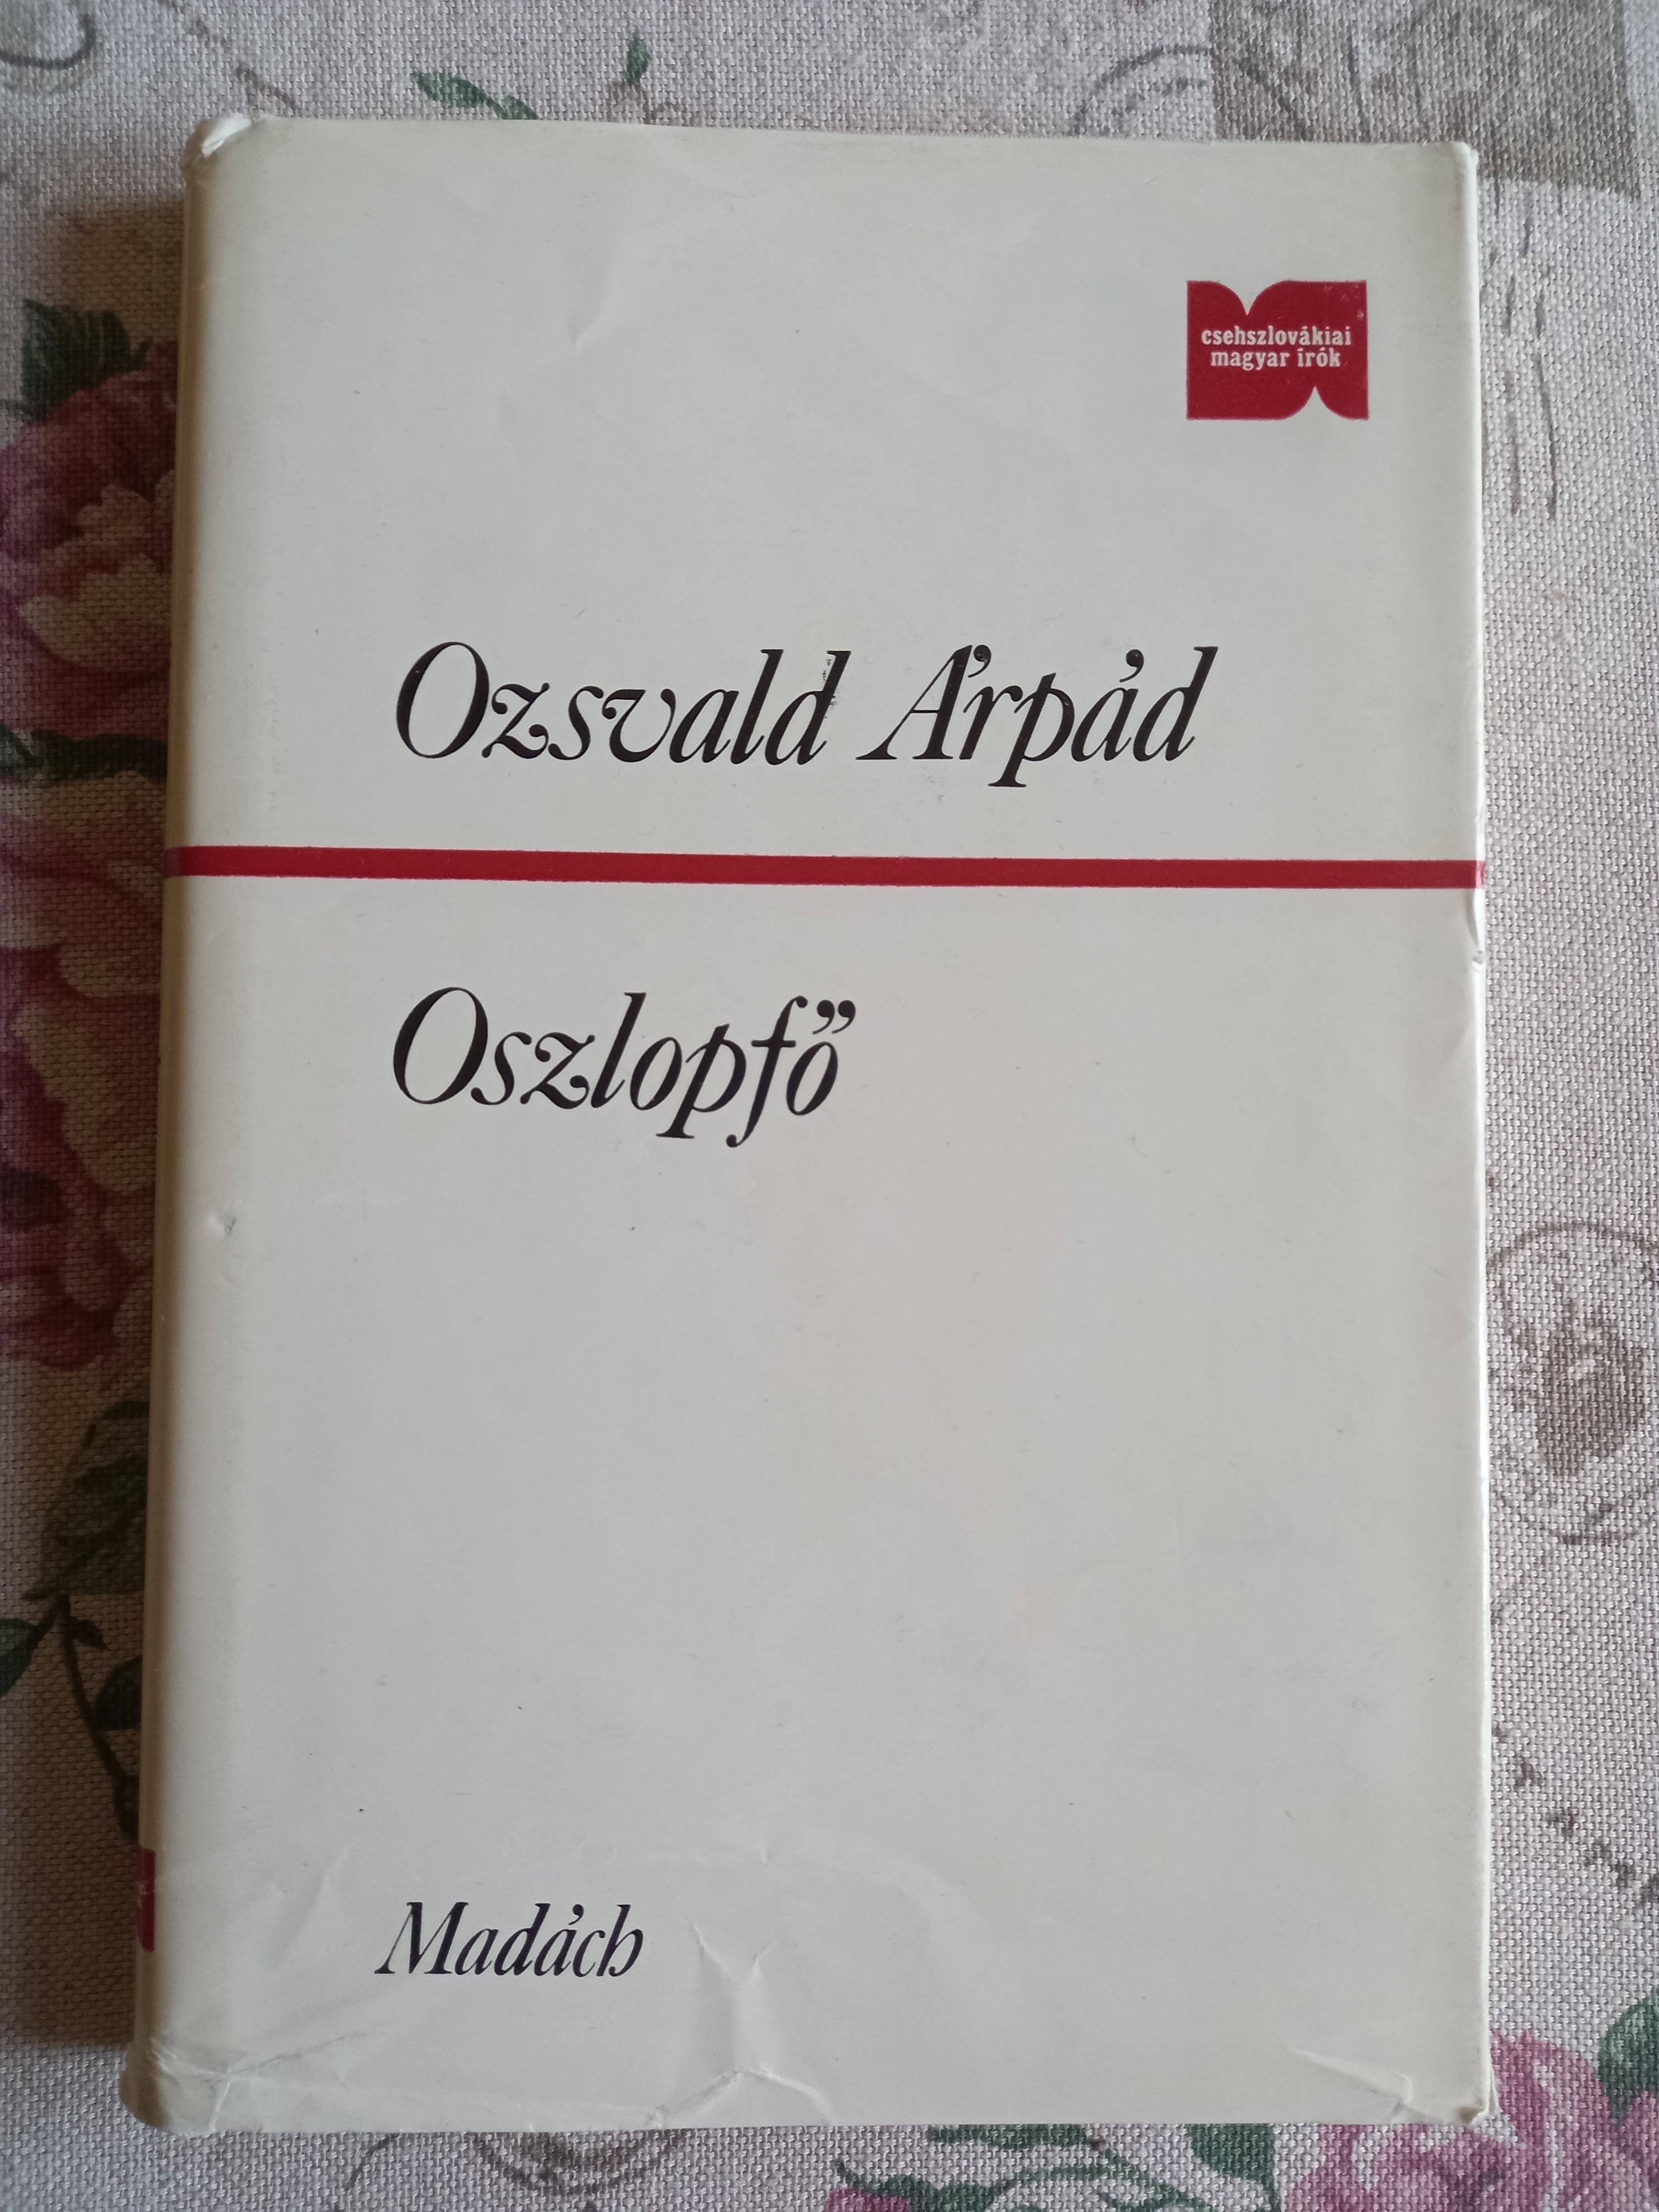 csehszlovákiai
magyar írók
Ozsvald Árpád
Oszlopfő
Madách